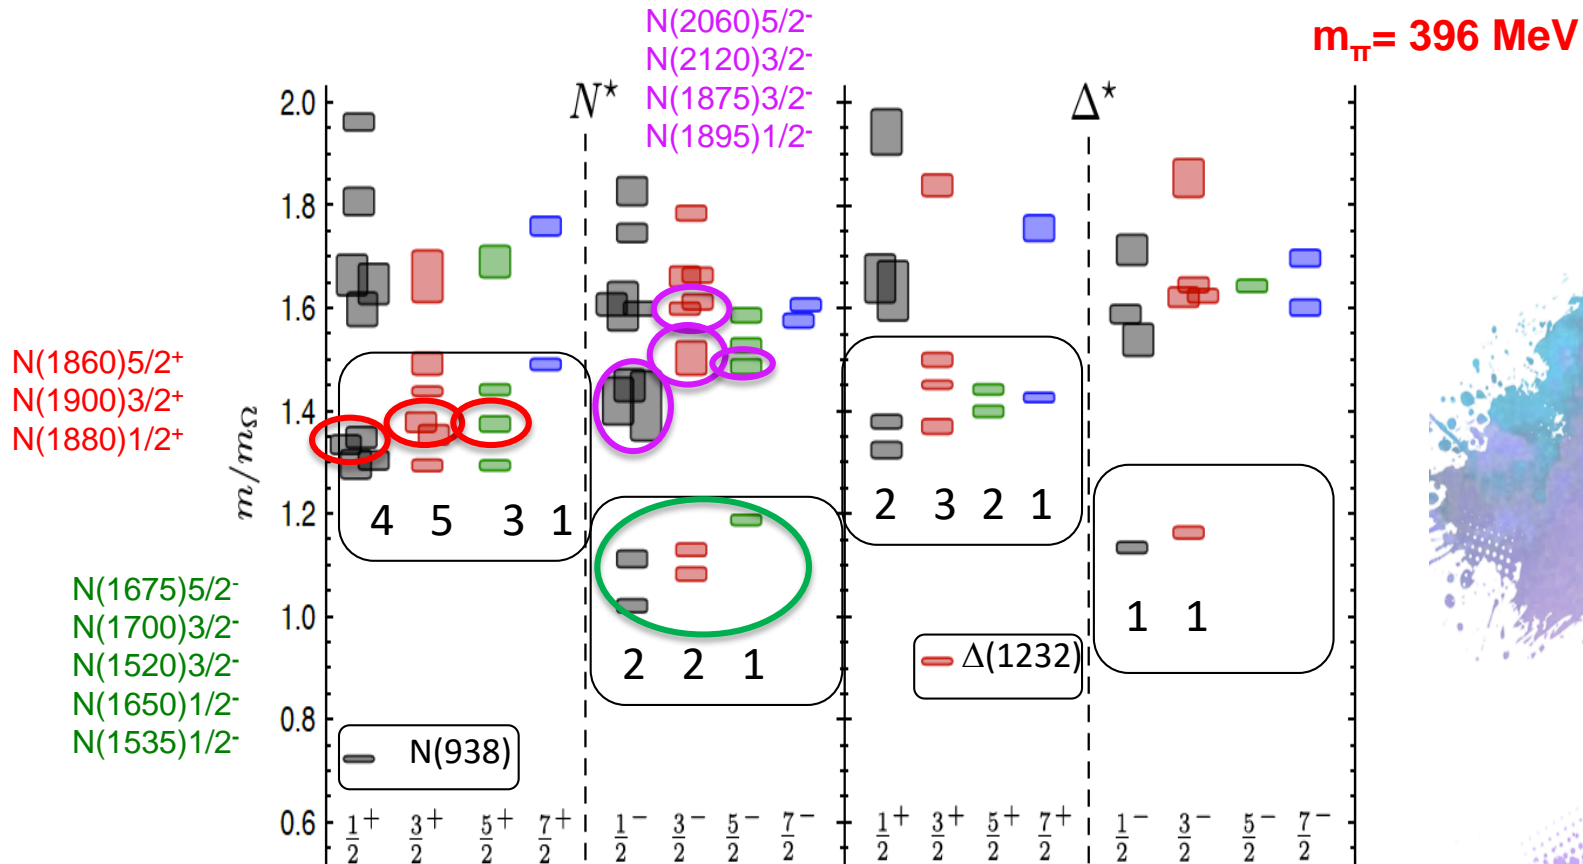 N(2060)5/2⁻
N(2120)3/2⁻
N(1875)3/2⁻
N(1895)1/2⁻
m_π= 396 MeV
N* Δ*
2.0
1.8
1.6
1.4
1.2
1.0
0.8
0.6
m/m_Ω
N(1860)5/2⁺
N(1900)3/2⁺
N(1880)1/2⁺
4 5 3 1
2 3 2 1
2 2 1
1 1
N(1675)5/2⁻
N(1700)3/2⁻
N(1520)3/2⁻
N(1650)1/2⁻
N(1535)1/2⁻
N(938)
Δ(1232)
1/2⁺ 3/2⁺ 5/2⁺ 7/2⁺ 1/2⁻ 3/2⁻ 5/2⁻ 7/2⁻ 1/2⁺ 3/2⁺ 5/2⁺ 7/2⁺ 1/2⁻ 3/2⁻ 5/2⁻ 7/2⁻